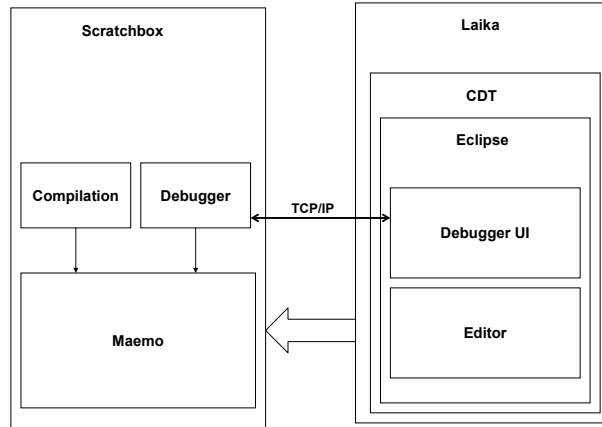 Scratchbox
Laika
CDT
Eclipse
Compilation
Debugger
TCP/IP
Debugger UI
Maemo
Editor